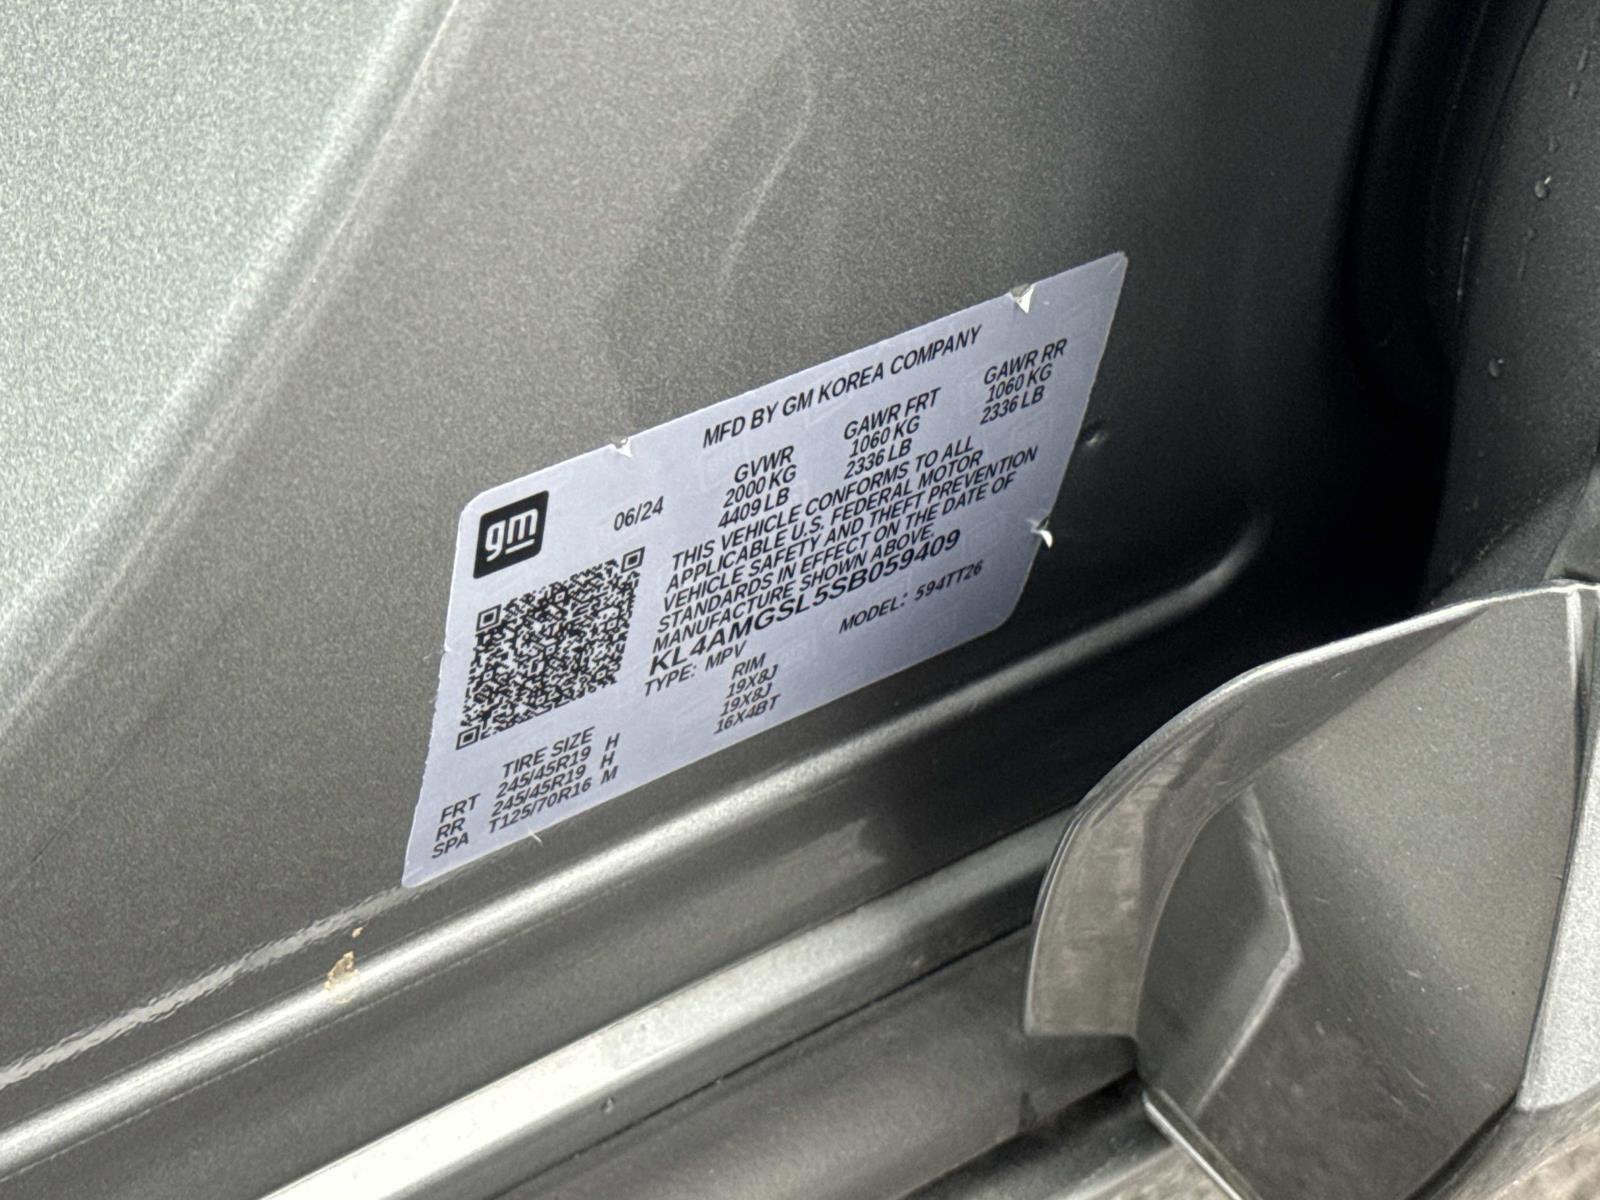 MFD BY GM KOREA COMPANY
gm
06/24
GVWR GAWR FRT GAWR RR
2000 KG 1060 KG 1060 KG
4409 LB 2336 LB 2336 LB
THIS VEHICLE CONFORMS TO ALL
APPLICABLE U.S. FEDERAL MOTOR
VEHICLE SAFETY AND THEFT PREVENTION
STANDARDS IN EFFECT ON THE DATE OF
MANUFACTURE SHOWN ABOVE.
KL4AMGSL5SB059409
TYPE: MPV MODEL: 594TT26
TIRE SIZE RIM
FRT 245/45R19 H 19X8J
RR 245/45R19 H 19X8J
SPA T125/70R16 M 16X4BT